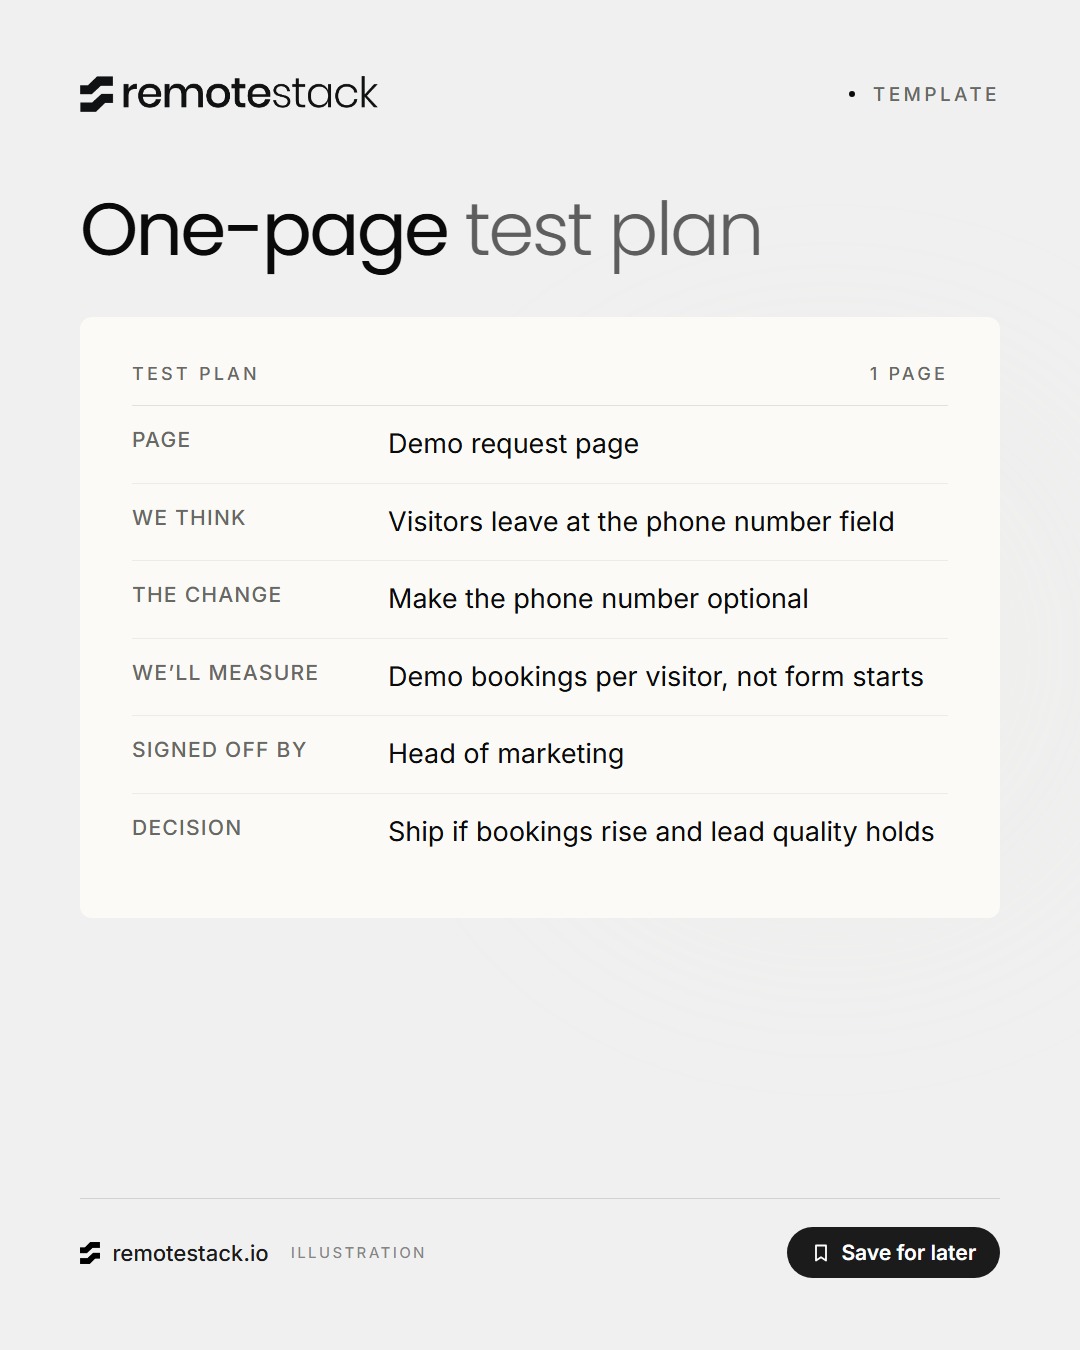 remotestack
• TEMPLATE
One-page test plan
TEST PLAN 1 PAGE
PAGE Demo request page
WE THINK Visitors leave at the phone number field
THE CHANGE Make the phone number optional
WE’LL MEASURE Demo bookings per visitor, not form starts
SIGNED OFF BY Head of marketing
DECISION Ship if bookings rise and lead quality holds
remotestack.io ILLUSTRATION Save for later